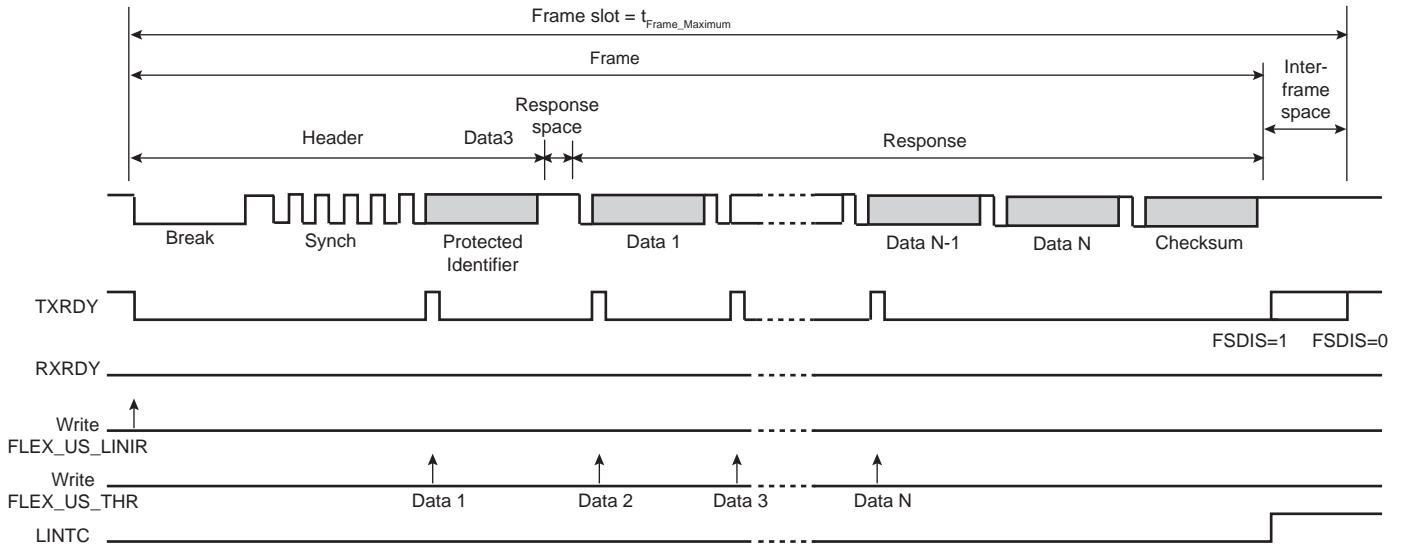 Frame slot = tFrame_Maximum
Frame
Inter-
frame
space
Response
space
Header
Data3
Response
Break
Synch
Protected
Identifier
Data 1
Data N-1
Data N
Checksum
TXRDY
FSDIS=1
FSDIS=0
RXRDY
Write
FLEX_US_LINIR
Write
FLEX_US_THR
Data 1
Data 2
Data 3
Data N
LINTC